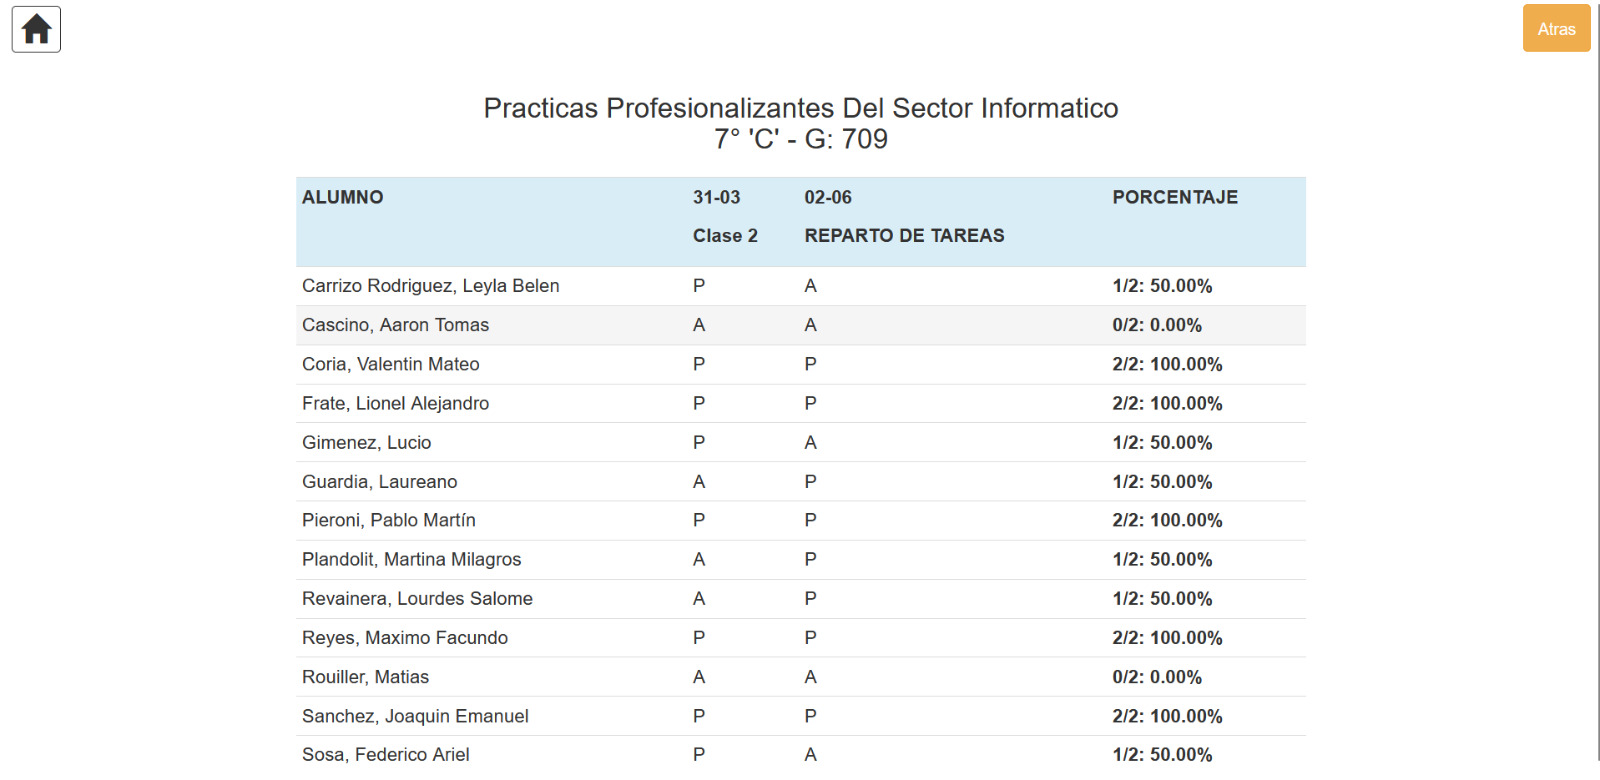 Atras
Practicas Profesionalizantes Del Sector Informatico
7° 'C' - G: 709
ALUMNO 31-03 02-06 PORCENTAJE
Clase 2 REPARTO DE TAREAS
Carrizo Rodriguez, Leyla Belen P A 1/2: 50.00%
Cascino, Aaron Tomas A A 0/2: 0.00%
Coria, Valentin Mateo P P 2/2: 100.00%
Frate, Lionel Alejandro P P 2/2: 100.00%
Gimenez, Lucio P A 1/2: 50.00%
Guardia, Laureano A P 1/2: 50.00%
Pieroni, Pablo Martín P P 2/2: 100.00%
Plandolit, Martina Milagros A P 1/2: 50.00%
Revainera, Lourdes Salome A P 1/2: 50.00%
Reyes, Maximo Facundo P P 2/2: 100.00%
Rouiller, Matias A A 0/2: 0.00%
Sanchez, Joaquin Emanuel P P 2/2: 100.00%
Sosa, Federico Ariel P A 1/2: 50.00%